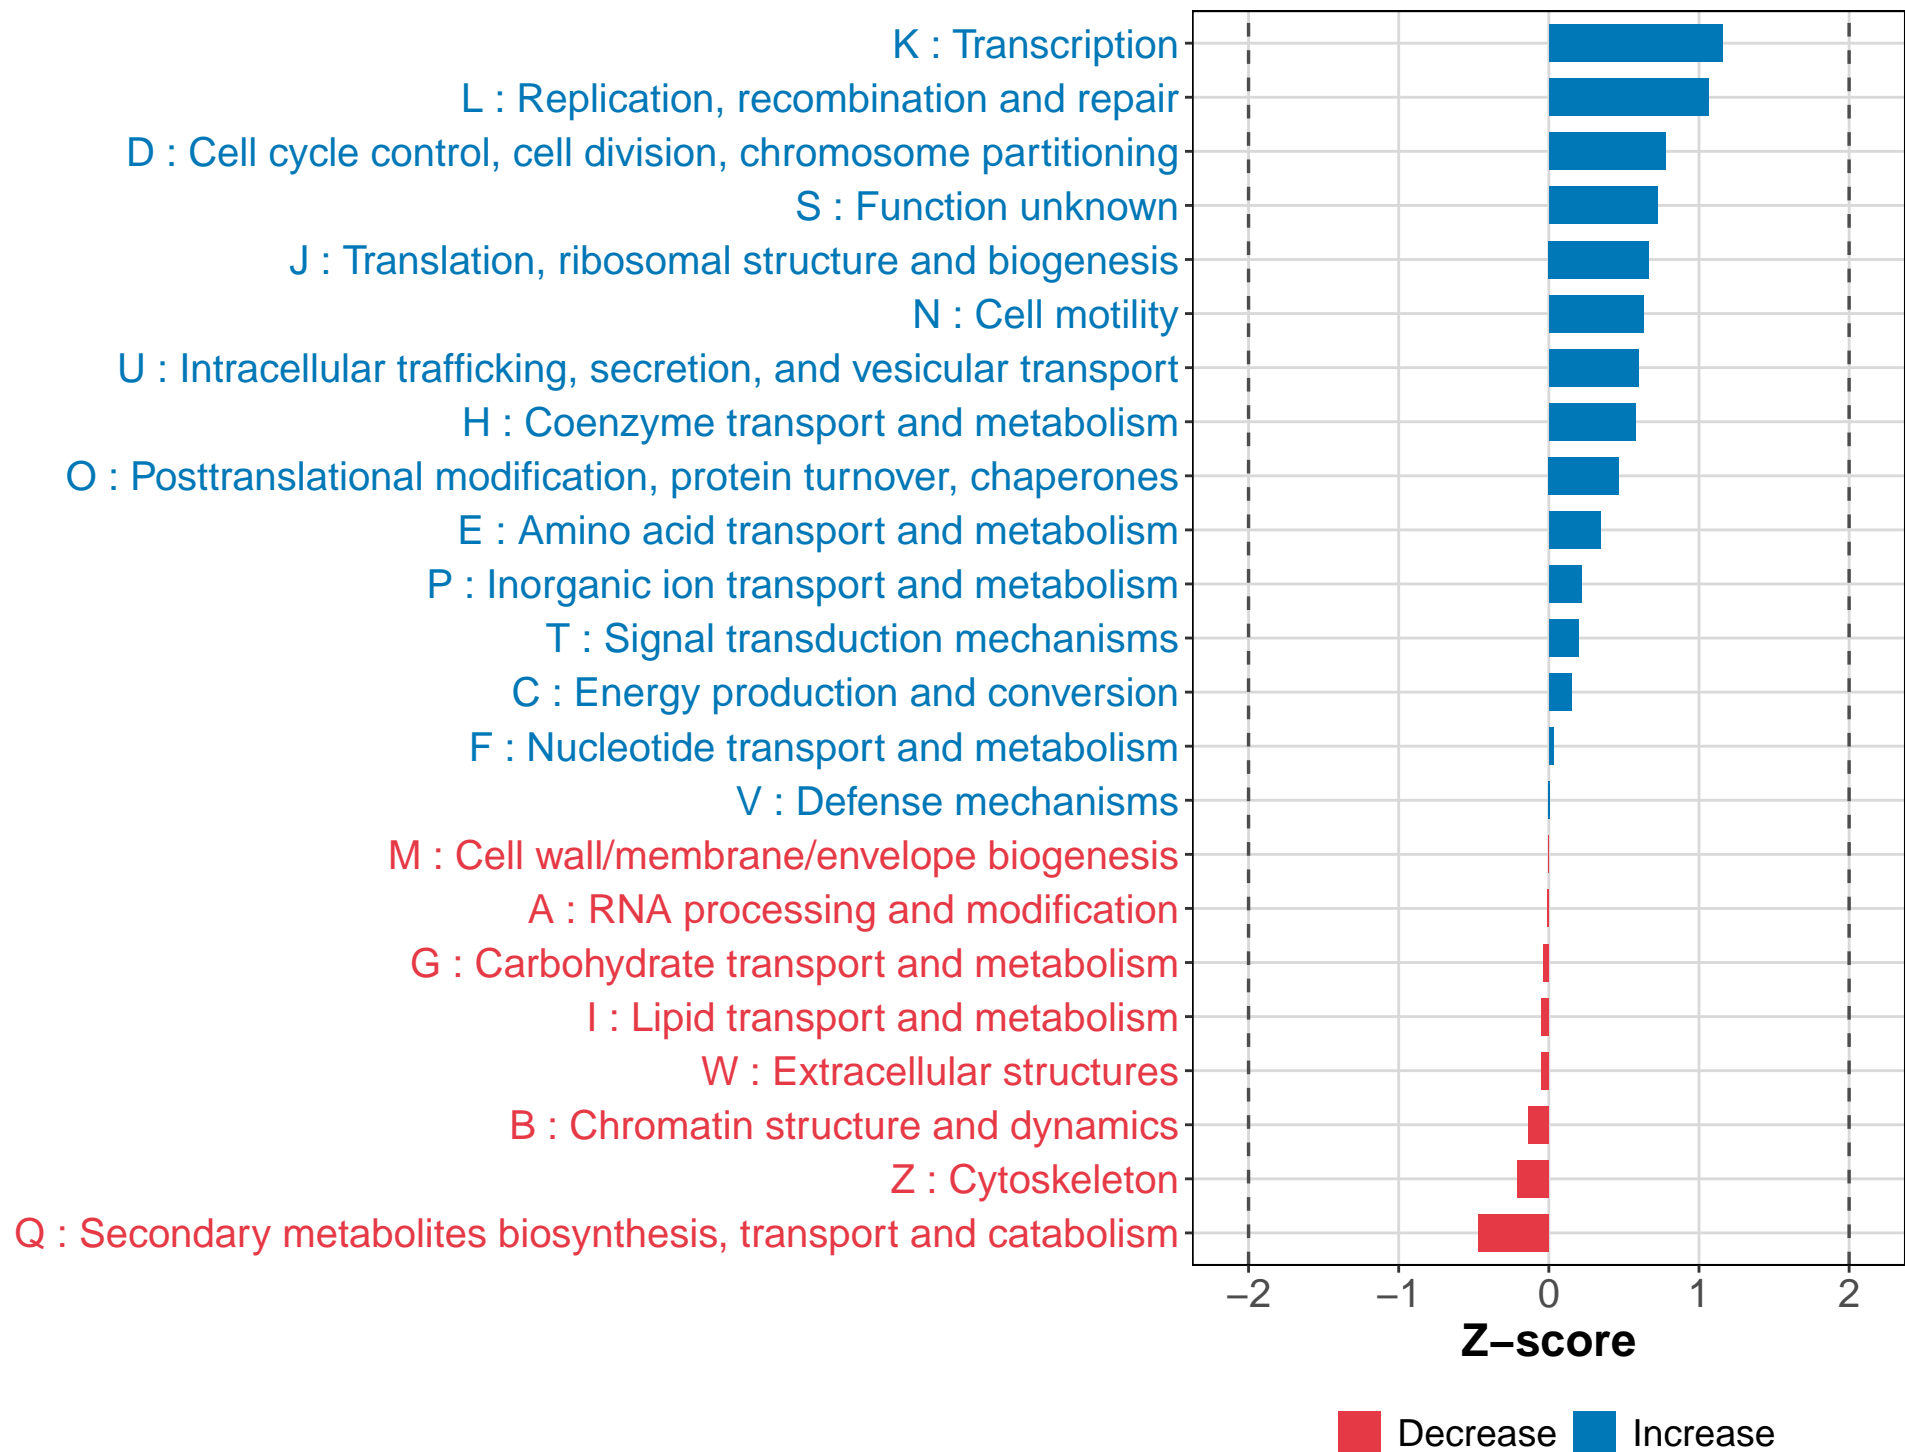 K : Transcription
L : Replication, recombination and repair
D : Cell cycle control, cell division, chromosome partitioning
S : Function unknown
J : Translation, ribosomal structure and biogenesis
N : Cell motility
U : Intracellular trafficking, secretion, and vesicular transport
H : Coenzyme transport and metabolism
O : Posttranslational modification, protein turnover, chaperones
E : Amino acid transport and metabolism
P : Inorganic ion transport and metabolism
T : Signal transduction mechanisms
C : Energy production and conversion
F : Nucleotide transport and metabolism
V : Defense mechanisms
M : Cell wall/membrane/envelope biogenesis
A : RNA processing and modification
G : Carbohydrate transport and metabolism
I : Lipid transport and metabolism
W : Extracellular structures
B : Chromatin structure and dynamics
Z : Cytoskeleton
Q : Secondary metabolites biosynthesis, transport and catabolism
−2 −1 0 1 2
Z−score
Decrease Increase